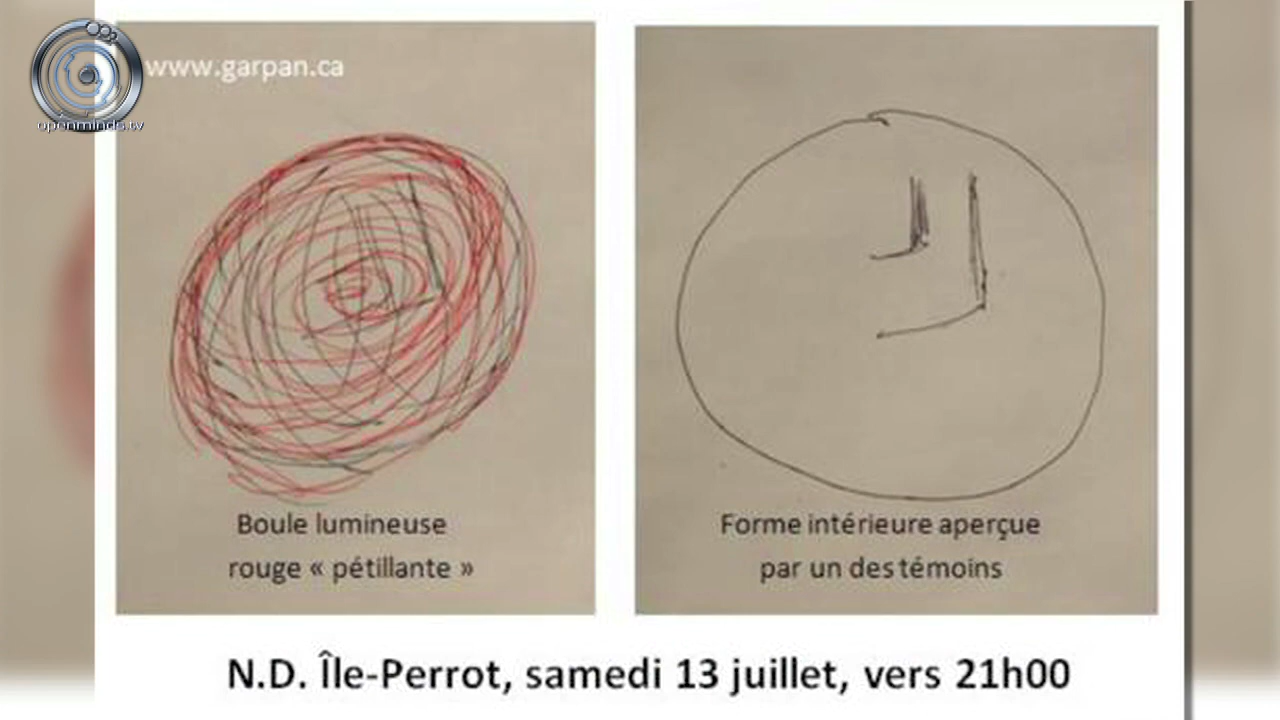 www.garpan.ca
openminds.tv
Boule lumineuse
rouge « pétillante »
Forme intérieure aperçue
par un des témoins
N.D. Île-Perrot, samedi 13 juillet, vers 21h00